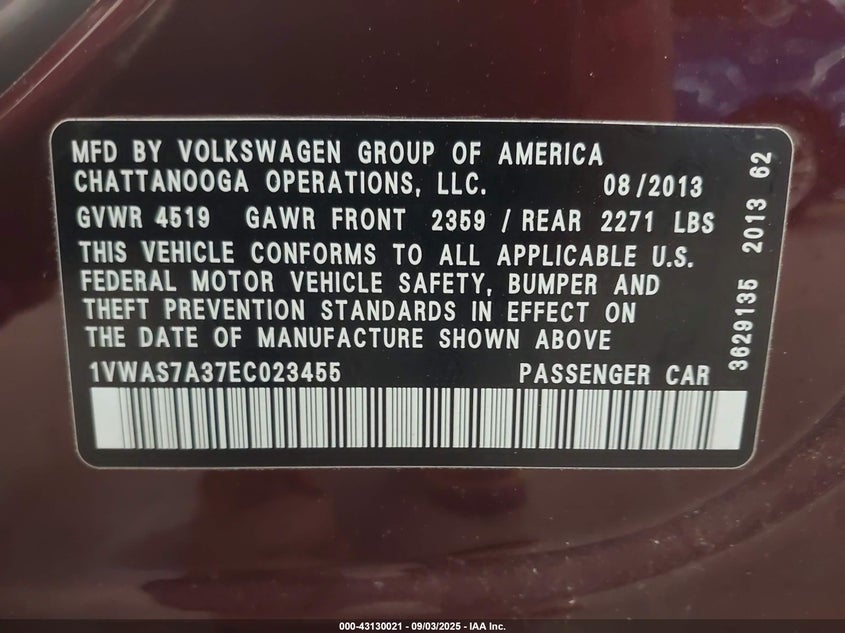 MFD BY VOLKSWAGEN GROUP OF AMERICA
CHATTANOOGA OPERATIONS, LLC. 08/2013
GVWR 4519 GAWR FRONT 2359 / REAR 2271 LBS
THIS VEHICLE CONFORMS TO ALL APPLICABLE U.S.
FEDERAL MOTOR VEHICLE SAFETY, BUMPER AND
THEFT PREVENTION STANDARDS IN EFFECT ON
THE DATE OF MANUFACTURE SHOWN ABOVE
1VWAS7A37EC023455 PASSENGER CAR
3629135 2013 62
000-43130021 - 09/03/2025 - IAA Inc.